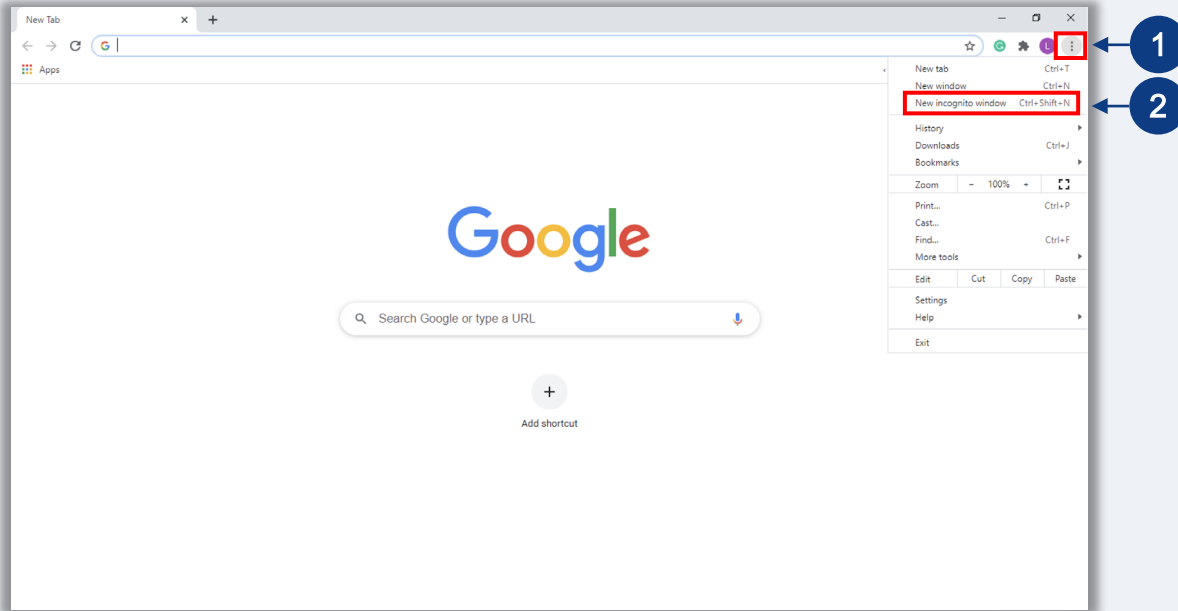 New Tab
1
Apps
New tab Ctrl+T
New window Ctrl+N
New incognito window Ctrl+Shift+N
2
History
Downloads Ctrl+J
Bookmarks
Zoom - 100% +
Print... Ctrl+P
Cast...
Find... Ctrl+F
More tools
Edit Cut Copy Paste
Settings
Help
Exit
Google
Search Google or type a URL
Add shortcut
G
G
L